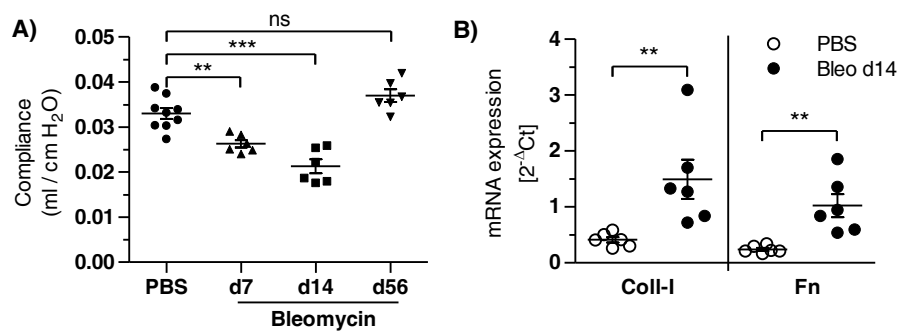 A)
Compliance
(ml / cm H2O)
0.05
0.04
0.03
0.02
0.01
0.00
ns
***
**
PBS
d7
d14
d56
Bleomycin
B)
mRNA expression
[2-ΔCt]
4
3
2
1
0
PBS
Bleo d14
**
**
Coll-I
Fn